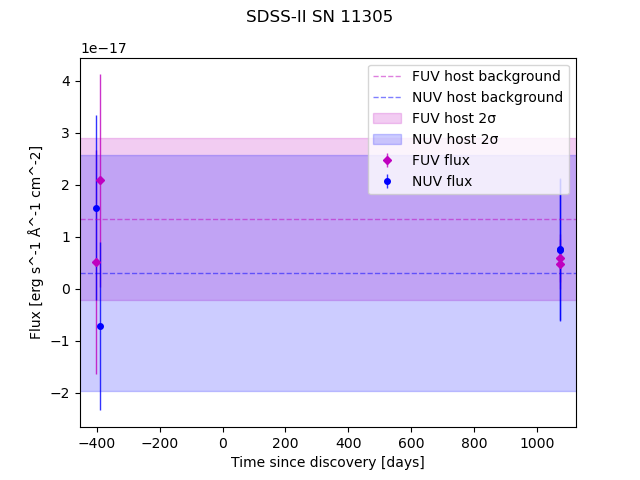 SDSS-II SN 11305
1e−17
4
3
2
1
0
−1
−2
Flux [erg s^-1 Å^-1 cm^-2]
FUV host background
NUV host background
FUV host 2σ
NUV host 2σ
FUV flux
NUV flux
−400 −200 0 200 400 600 800 1000
Time since discovery [days]